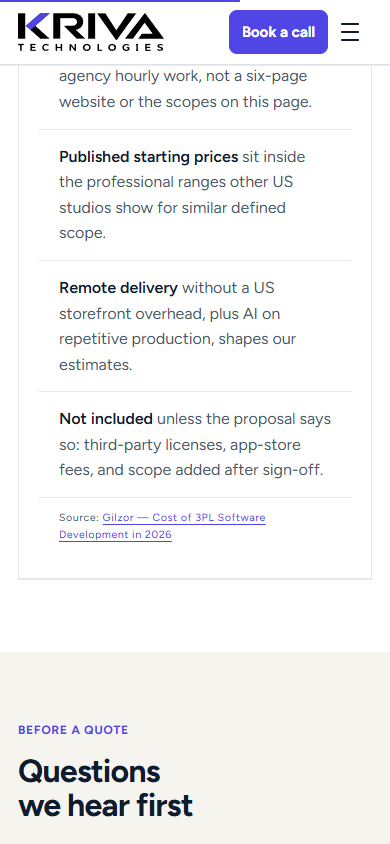 KRIVA
TECHNOLOGIES
Book a call
agency hourly work, not a six-page
website or the scopes on this page.
Published starting prices sit inside
the professional ranges other US
studios show for similar defined
scope.
Remote delivery without a US
storefront overhead, plus AI on
repetitive production, shapes our
estimates.
Not included unless the proposal says
so: third-party licenses, app-store
fees, and scope added after sign-off.
Source: Gilzor — Cost of 3PL Software
Development in 2026
BEFORE A QUOTE
Questions
we hear first